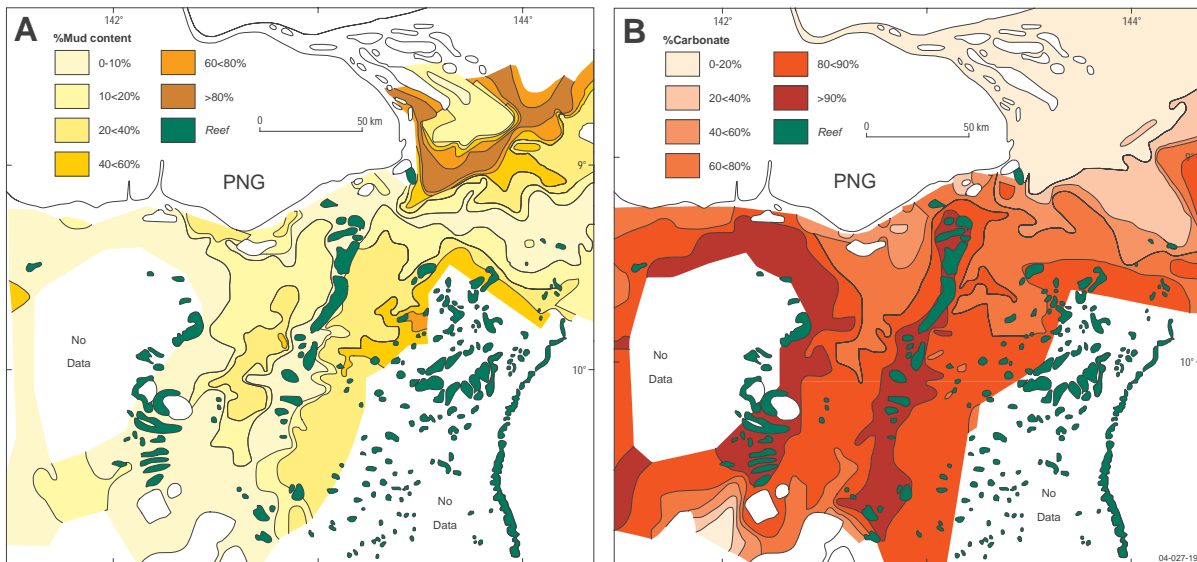 A
142°
144°
%Mud content
0-10%
10<20%
20<40%
40<60%
60<80%
>80%
Reef
0
50 km
PNG
9°
10°
No
Data
No
Data
B
142°
144°
%Carbonate
0-20%
20<40%
40<60%
60<80%
80<90%
>90%
Reef
0
50 km
PNG
9°
10°
No
Data
No
Data
04-027-19